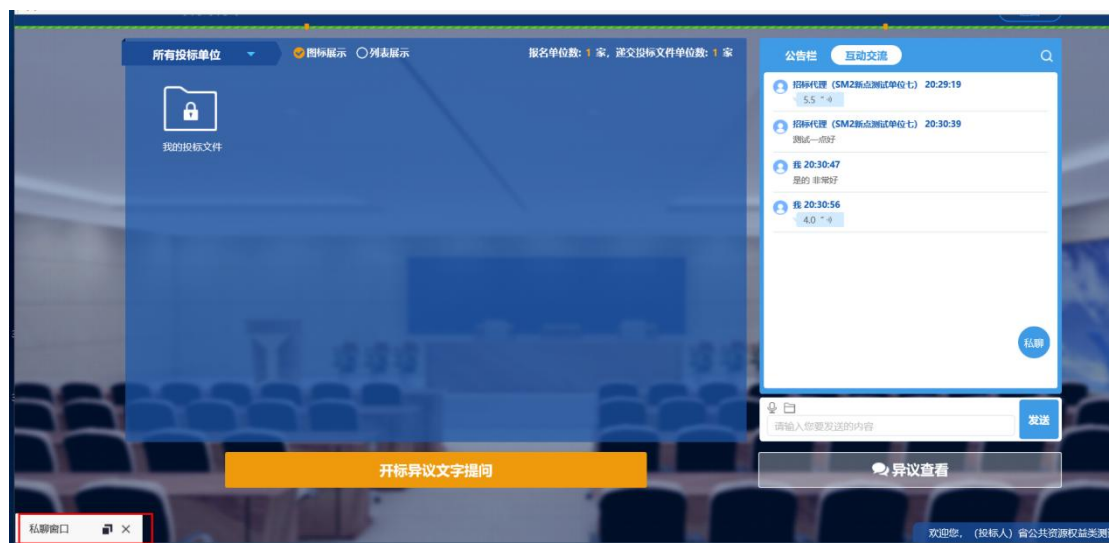 所有投标单位
图标展示 列表展示
报名单位数: 1 家, 递交投标文件单位数: 1 家
我的投标文件
公告栏 互动交流
招标代理 (SM2新点测试单位七) 20:29:19
5.5 "
招标代理 (SM2新点测试单位七) 20:30:39
测试一点好
我 20:30:47
是的 非常好
我 20:30:56
4.0 "
私聊
请输入你要发送的内容
发送
开标异议文字提问
异议查看
私聊窗口
欢迎您, (投标人) 省公共资源权益类测